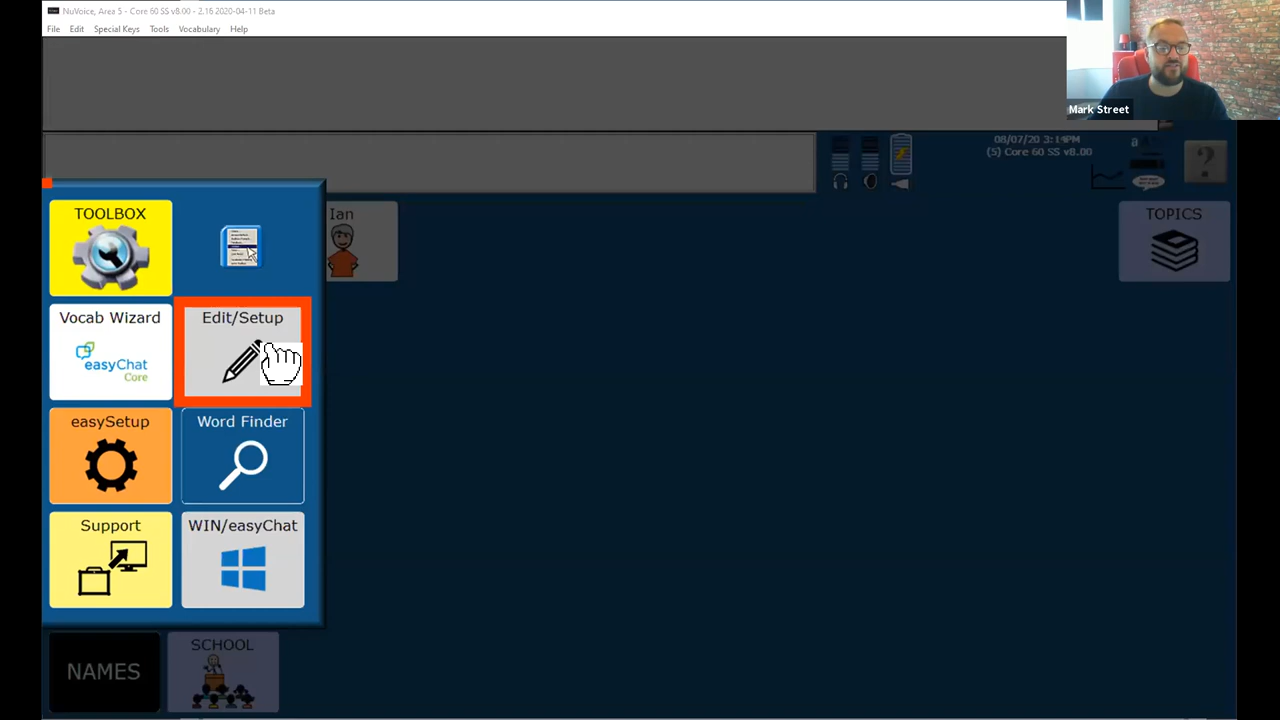 NuVoice, Area 5 - Core 60 SS v8.00 - 2.16 2020-04-11 Beta
File Edit Special Keys Tools Vocabulary Help
Mark Street
08/07/20 3:14PM
(5) Core 60 SS v8.00
a
?
TOOLBOX
Ian
TOPICS
Vocab Wizard
easyChat
Core
Edit/Setup
easySetup
Word Finder
Support
WIN/easyChat
NAMES
SCHOOL